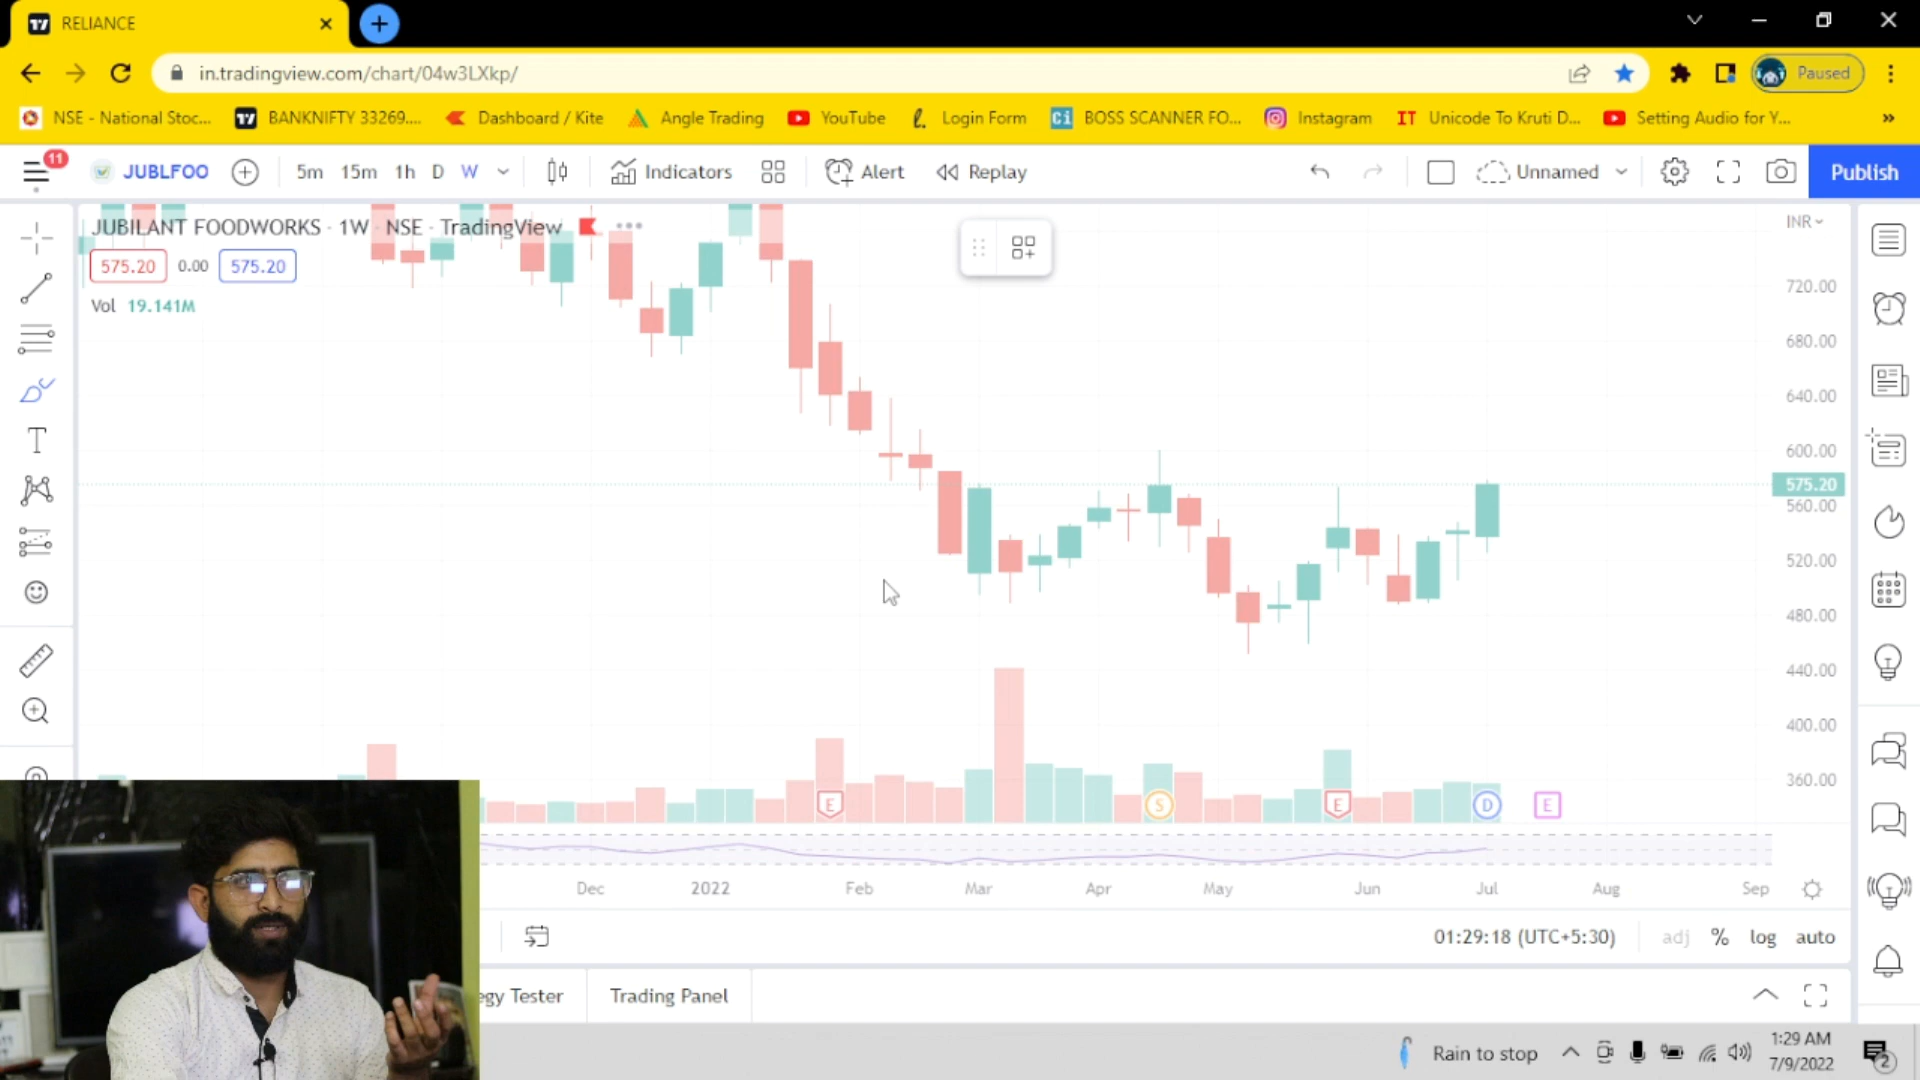 RELIANCE
in.tradingview.com/chart/04w3LXkp/
Paused
NSE - National Stoc...
BANKNIFTY 33269....
Dashboard / Kite
Angle Trading
YouTube
Login Form
BOSS SCANNER FO...
Instagram
Unicode To Kruti D...
Setting Audio for Y...
»
11
JUBLFOO
5m 15m 1h D W
Indicators
Alert
Replay
Unnamed
Publish
JUBILANT FOODWORKS · 1W · NSE · TradingView
INR
575.20 0.00 575.20
Vol 19.141M
720.00
680.00
640.00
600.00
575.20
560.00
520.00
480.00
440.00
400.00
360.00
E S E D E
Dec 2022 Feb Mar Apr May Jun Jul Aug Sep
01:29:18 (UTC+5:30) adj % log auto
egy Tester
Trading Panel
Rain to stop
1:29 AM
7/9/2022
2